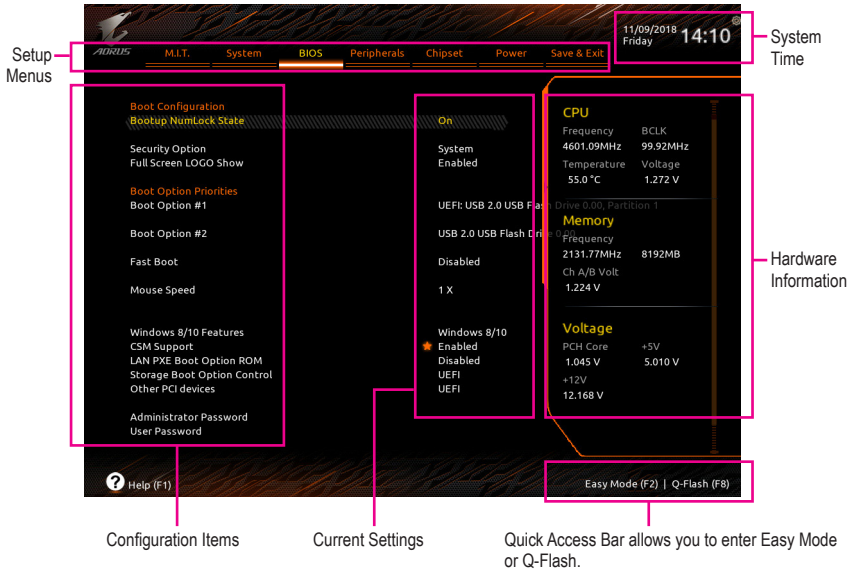 11/09/2018
Friday
14:10
System
Time
Setup
Menus
AORUS
M.I.T. System BIOS Peripherals Chipset Power Save & Exit
Boot Configuration
Bootup NumLock State On
Security Option System
Full Screen LOGO Show Enabled
Boot Option Priorities
Boot Option #1 UEFI: USB 2.0 USB Flash Drive 0.00, Partition 1
Boot Option #2 USB 2.0 USB Flash Drive 0.00
Fast Boot Disabled
Mouse Speed 1 X
Windows 8/10 Features Windows 8/10
CSM Support Enabled
LAN PXE Boot Option ROM Disabled
Storage Boot Option Control UEFI
Other PCI devices UEFI
Administrator Password
User Password
CPU
Frequency BCLK
4601.09MHz 99.92MHz
Temperature Voltage
55.0 °C 1.272 V
Memory
Frequency
2131.77MHz 8192MB
Ch A/B Volt
1.224 V
Voltage
PCH Core +5V
1.045 V 5.010 V
+12V
12.168 V
Hardware
Information
? Help (F1)
Easy Mode (F2) | Q-Flash (F8)
Configuration Items
Current Settings
Quick Access Bar allows you to enter Easy Mode
or Q-Flash.